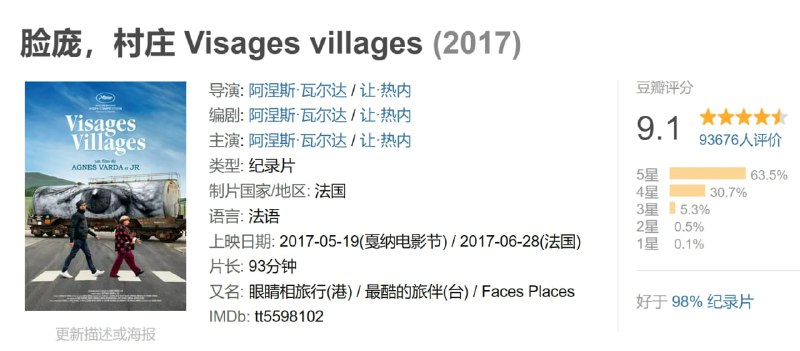 脸庞，村庄 Visages villages (2017)
Visages
Villages
un film de
AGNES VARDA et JR
更新描述或海报
导演: 阿涅斯·瓦尔达 / 让·热内
编剧: 阿涅斯·瓦尔达 / 让·热内
主演: 阿涅斯·瓦尔达 / 让·热内
类型: 纪录片
制片国家/地区: 法国
语言: 法语
上映日期: 2017-05-19(戛纳电影节) / 2017-06-28(法国)
片长: 93分钟
又名: 眼睛相旅行(港) / 最酷的旅伴(台) / Faces Places
IMDb: tt5598102
豆瓣评分
9.1
93676人评价
5星 63.5%
4星 30.7%
3星 5.3%
2星 0.5%
1星 0.1%
好于 98% 纪录片